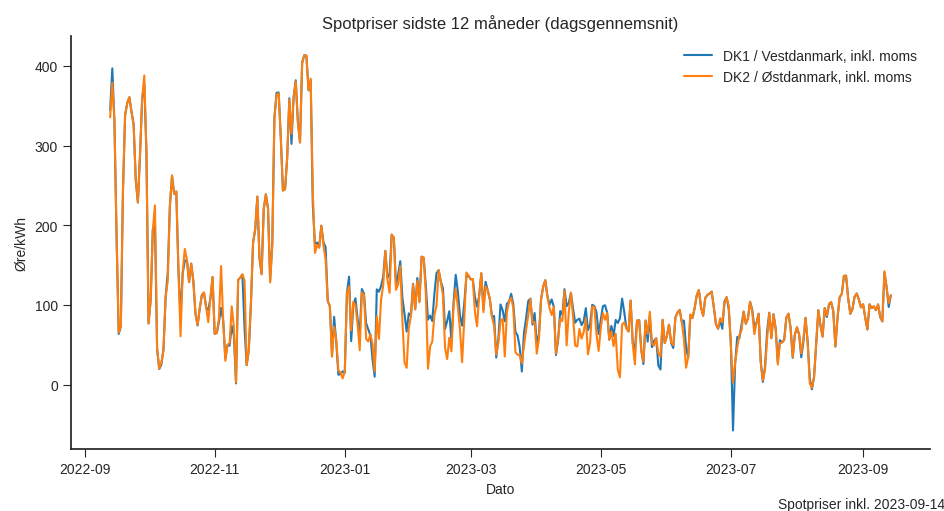 Spotpriser sidste 12 måneder (dagsgennemsnit)
DK1 / Vestdanmark, inkl. moms
DK2 / Østdanmark, inkl. moms
Øre/kWh
400
300
200
100
0
2022-09 2022-11 2023-01 2023-03 2023-05 2023-07 2023-09
Dato
Spotpriser inkl. 2023-09-14